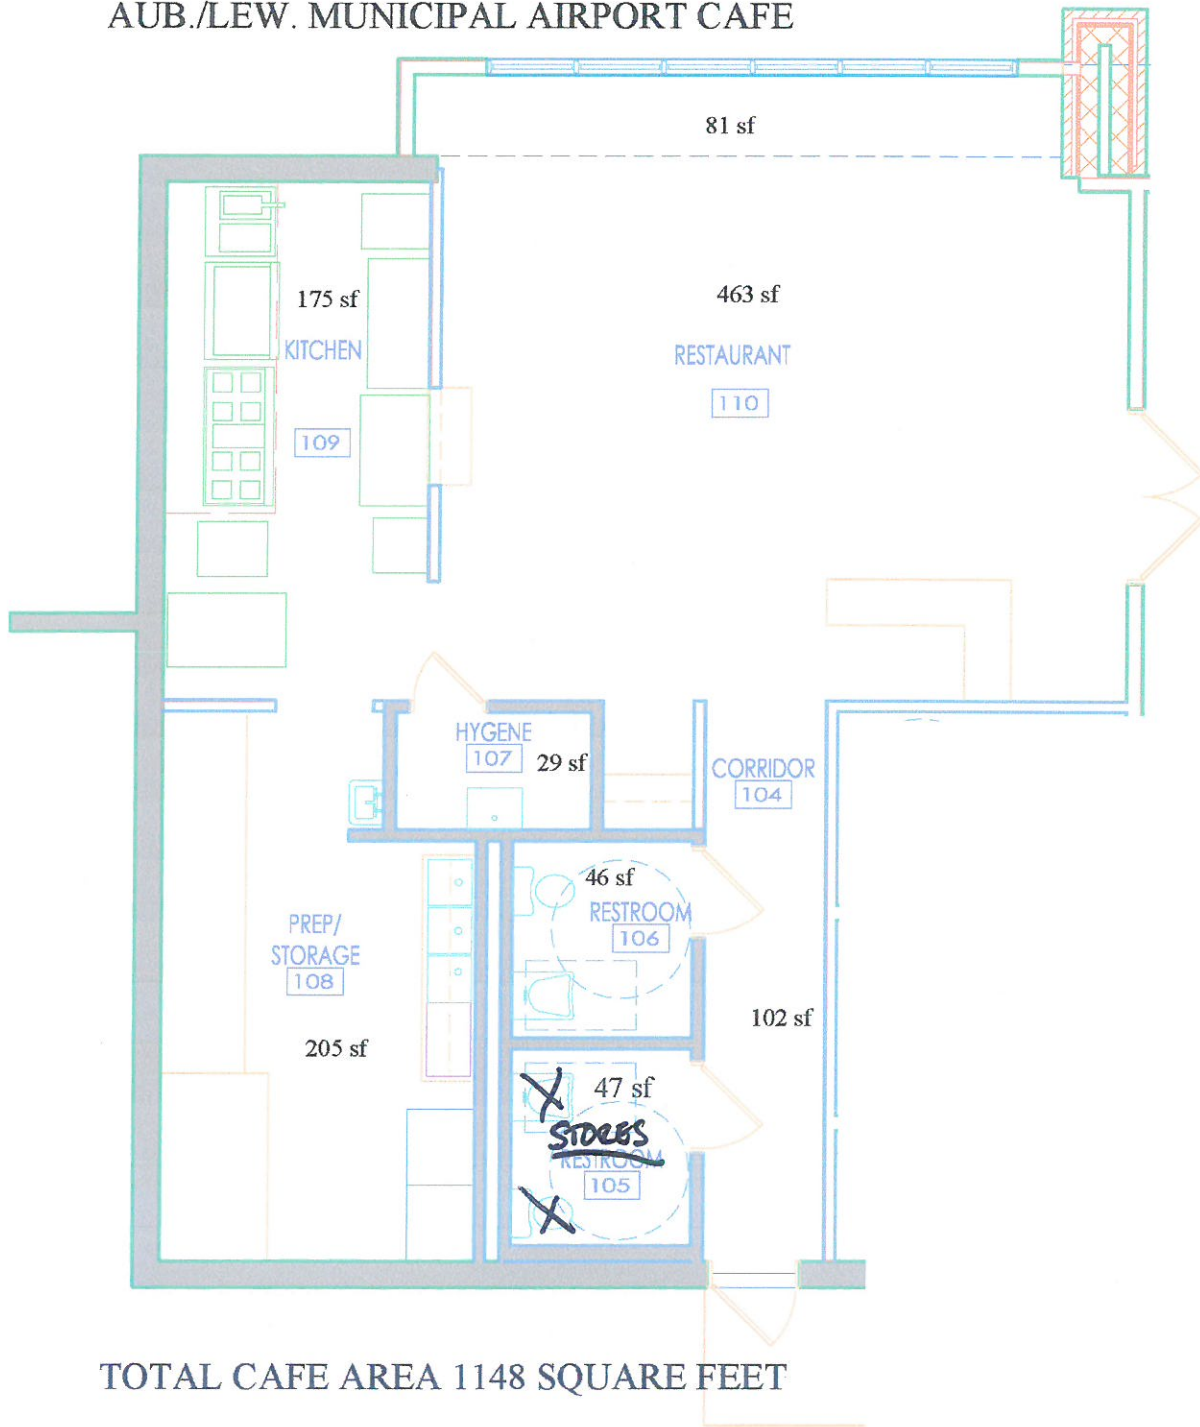 AUB./LEW. MUNICIPAL AIRPORT CAFE
81 sf
175 sf
KITCHEN
109
463 sf
RESTAURANT
110
HYGENE
107
29 sf
CORRIDOR
104
46 sf
RESTROOM
106
PREP/
STORAGE
108
205 sf
102 sf
47 sf
STORES
RESTROOM
105
TOTAL CAFE AREA 1148 SQUARE FEET